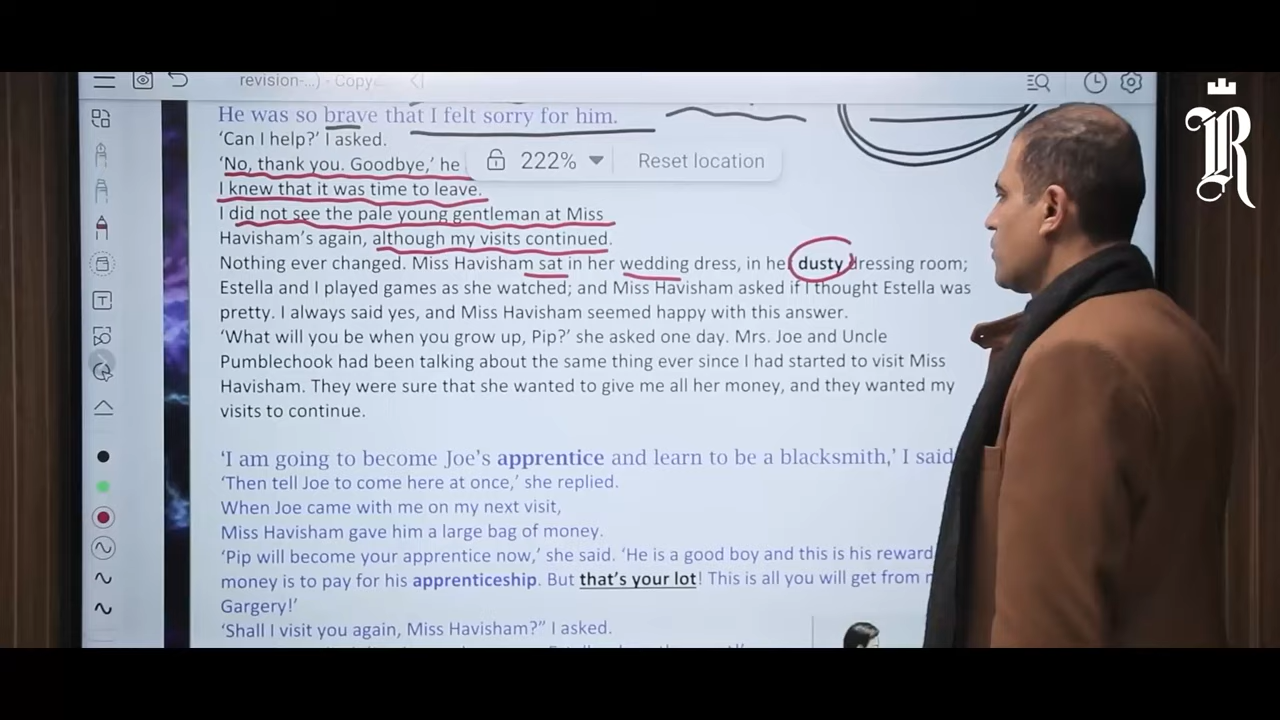 revision-...) - Copy
He was so brave that I felt sorry for him.
'Can I help?' I asked.
'No, thank you. Goodbye,' he
222%
Reset location
I knew that it was time to leave.
I did not see the pale young gentleman at Miss
Havisham's again, although my visits continued.
Nothing ever changed. Miss Havisham sat in her wedding dress, in her dusty dressing room;
Estella and I played games as she watched; and Miss Havisham asked if I thought Estella was
pretty. I always said yes, and Miss Havisham seemed happy with this answer.
'What will you be when you grow up, Pip?' she asked one day. Mrs. Joe and Uncle
Pumblechook had been talking about the same thing ever since I had started to visit Miss
Havisham. They were sure that she wanted to give me all her money, and they wanted my
visits to continue.
'I am going to become Joe's apprentice and learn to be a blacksmith,' I said
'Then tell Joe to come here at once,' she replied.
When Joe came with me on my next visit,
Miss Havisham gave him a large bag of money.
'Pip will become your apprentice now,' she said. 'He is a good boy and this is his reward
money is to pay for his apprenticeship. But that's your lot! This is all you will get from
Gargery!'
'Shall I visit you again, Miss Havisham?" I asked.
R